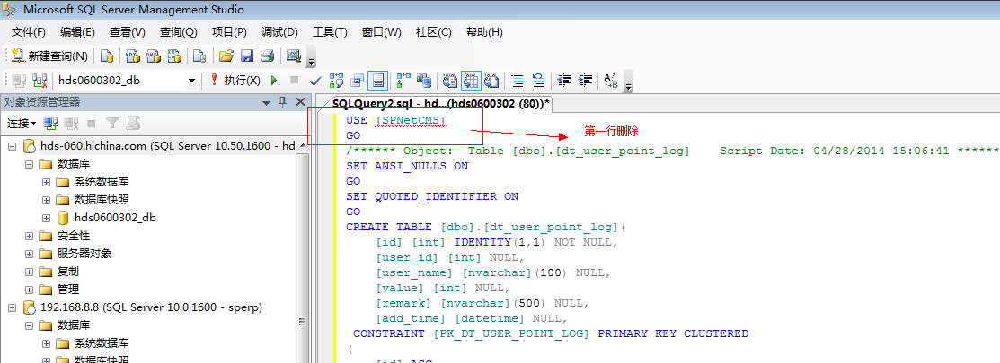 Microsoft SQL Server Management Studio
文件(F) 编辑(E) 查看(V) 查询(Q) 项目(P) 调试(D) 工具(T) 窗口(W) 社区(C) 帮助(H)
新建查询(N)
hds0600302_db 执行(X)
对象资源管理器
连接
hds-060.hichina.com (SQL Server 10.50.1600 - hd
数据库
系统数据库
数据库快照
hds0600302_db
安全性
服务器对象
复制
管理
192.168.8.8 (SQL Server 10.0.1600 - sperp)
数据库
系统数据库
数据库快照
SQLQuery2.sql - hd...(hds0600302 (80))*
USE [SPNetCMS]
第一行删除
GO
/****** Object:  Table [dbo].[dt_user_point_log]    Script Date: 04/28/2014 15:06:41 ******
SET ANSI_NULLS ON
GO
SET QUOTED_IDENTIFIER ON
GO
CREATE TABLE [dbo].[dt_user_point_log](
[id] [int] IDENTITY(1,1) NOT NULL,
[user_id] [int] NULL,
[user_name] [nvarchar](100) NULL,
[value] [int] NULL,
[remark] [nvarchar](500) NULL,
[add_time] [datetime] NULL,
CONSTRAINT [PK_DT_USER_POINT_LOG] PRIMARY KEY CLUSTERED
(
[id] ASC